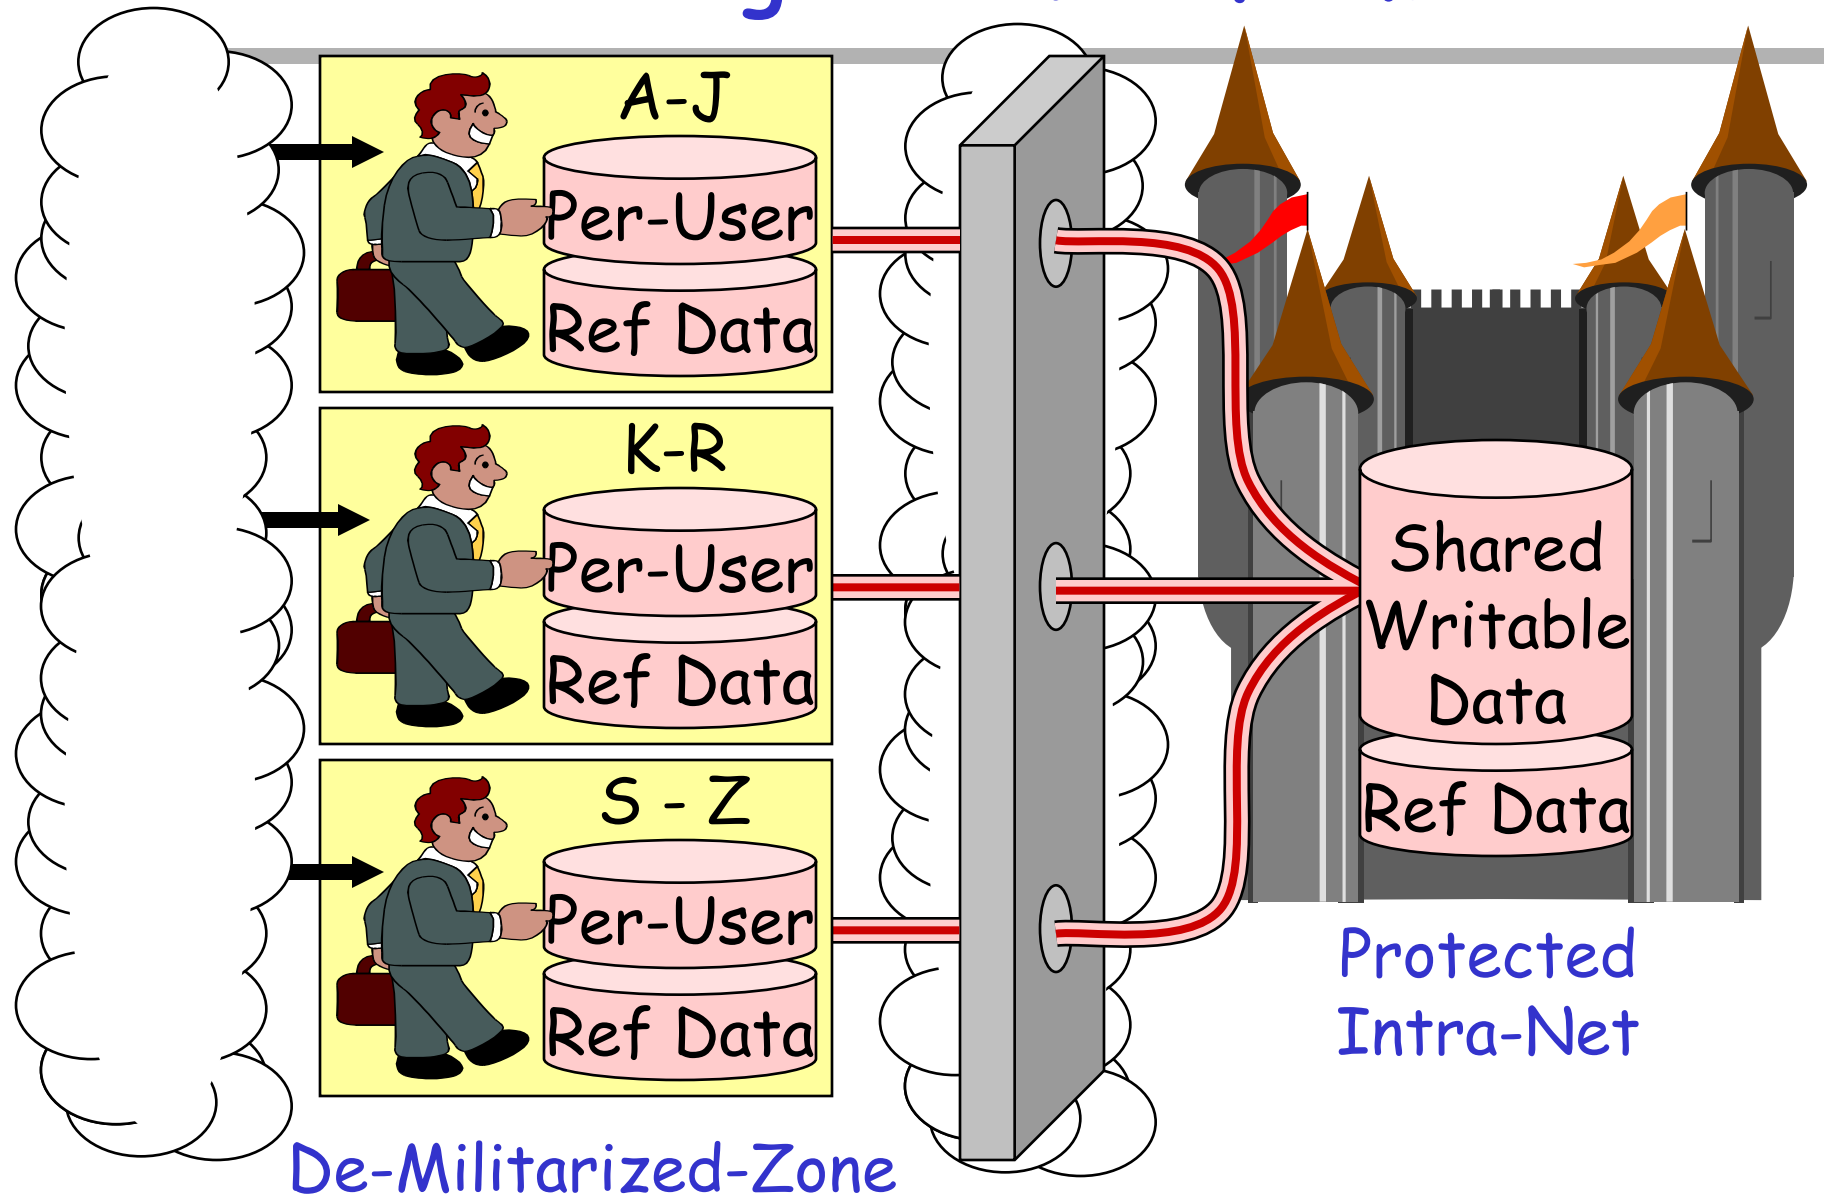 A-J
Per-User
Ref Data
K-R
Per-User
Ref Data
S - Z
Per-User
Ref Data
Shared
Writable
Data
Ref Data
Protected
Intra-Net
De-Militarized-Zone